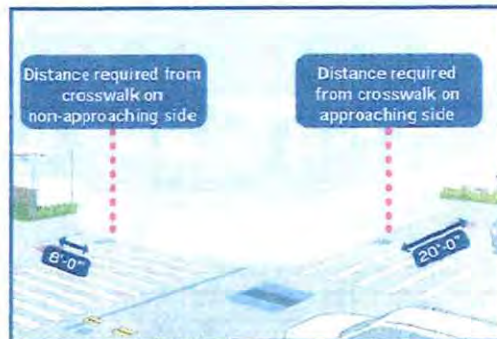 Distance required from
crosswalk on
non-approaching side
Distance required
from crosswalk on
approaching side
8'-0"
20'-0"